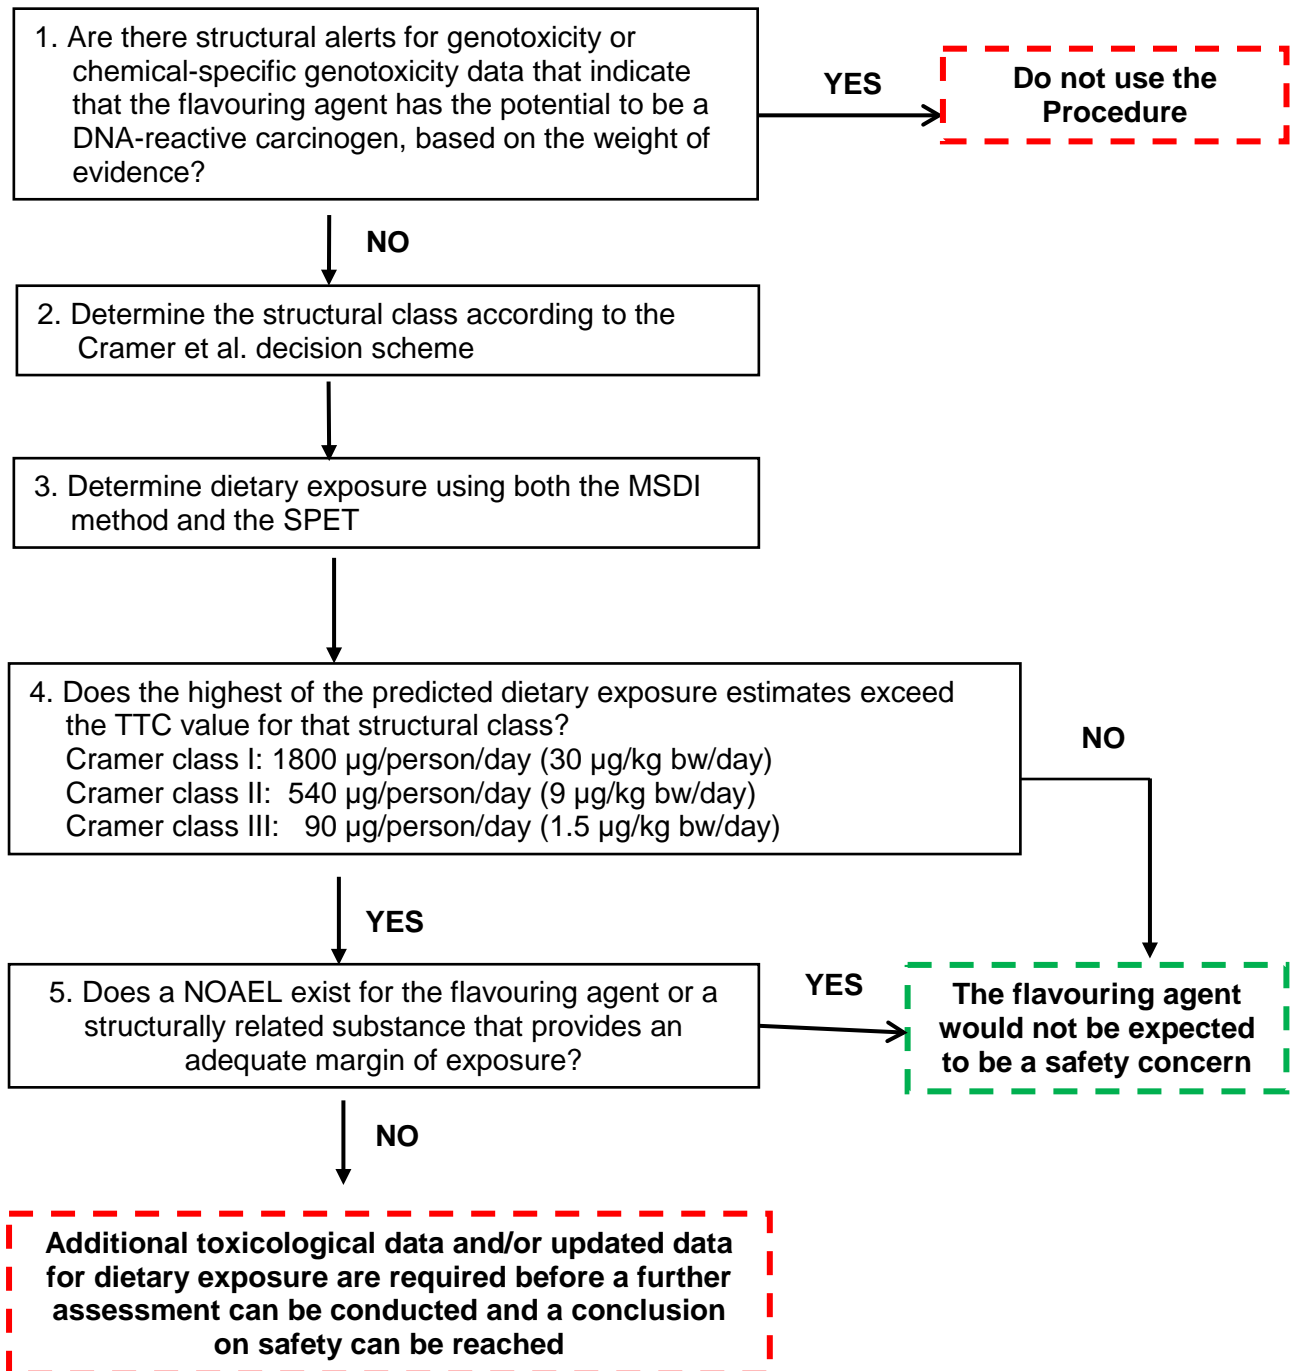 1. Are there structural alerts for genotoxicity or
chemical-specific genotoxicity data that indicate
that the flavouring agent has the potential to be a
DNA-reactive carcinogen, based on the weight of
evidence?
YES
Do not use the
Procedure
NO
2. Determine the structural class according to the
Cramer et al. decision scheme
3. Determine dietary exposure using both the MSDI
method and the SPET
4. Does the highest of the predicted dietary exposure estimates exceed
the TTC value for that structural class?
Cramer class I: 1800 µg/person/day (30 µg/kg bw/day)
Cramer class II: 540 µg/person/day (9 µg/kg bw/day)
Cramer class III: 90 µg/person/day (1.5 µg/kg bw/day)
NO
YES
5. Does a NOAEL exist for the flavouring agent or a
structurally related substance that provides an
adequate margin of exposure?
YES
The flavouring agent
would not be expected
to be a safety concern
NO
Additional toxicological data and/or updated data
for dietary exposure are required before a further
assessment can be conducted and a conclusion
on safety can be reached